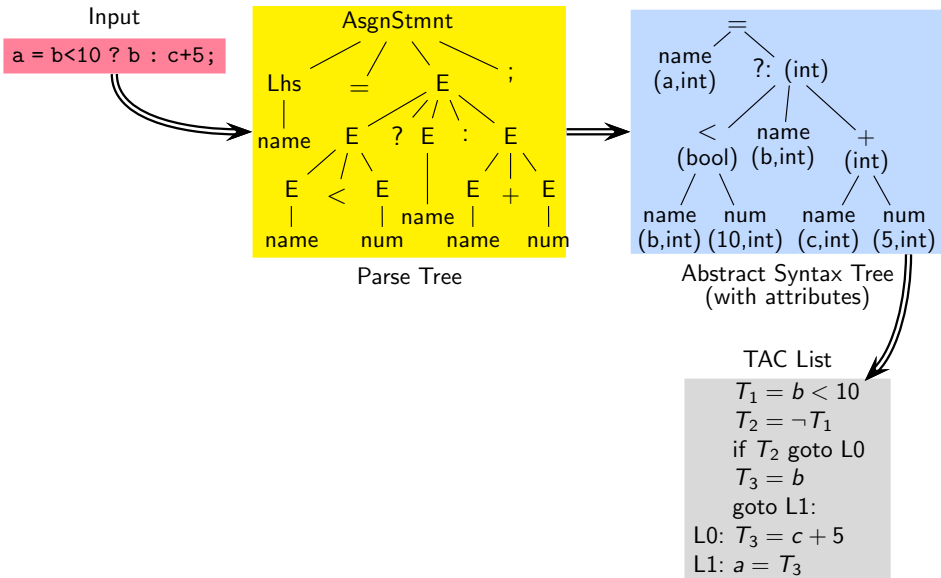 Input
a = b<10 ? b : c+5;
AsgnStmnt
Lhs = E ;
name E ? E : E
E < E name E + E
name num name num
Parse Tree
=
name ?: (int)
(a,int)
< name +
(bool) (b,int) (int)
name num name num
(b,int) (10,int) (c,int) (5,int)
Abstract Syntax Tree
(with attributes)
TAC List
T₁ = b < 10
T₂ = ¬T₁
if T₂ goto L0
T₃ = b
goto L1:
L0: T₃ = c + 5
L1: a = T₃